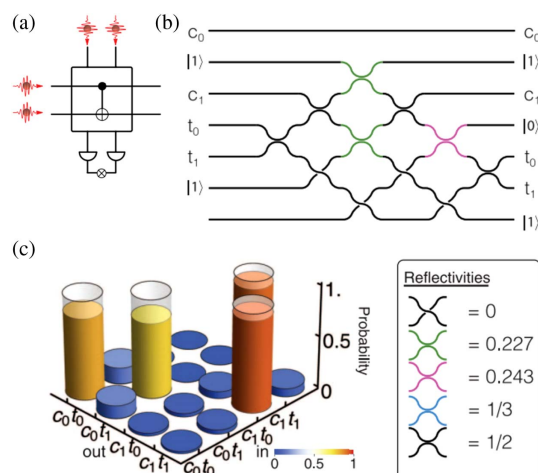 (a)
(b)
C₀
C₀
|1⟩
|1⟩
C₁
C₁
t₀
|0⟩
t₁
t₀
|1⟩
t₁
|1⟩
(c)
1.
0.5
0
Probability
c₀t₀
c₀t₁
c₁t₀
c₁t₁
out
c₀t₀
c₀t₁
c₁t₀
c₁t₁
in
0
0.5
1
Reflectivities
= 0
= 0.227
= 0.243
= 1/3
= 1/2